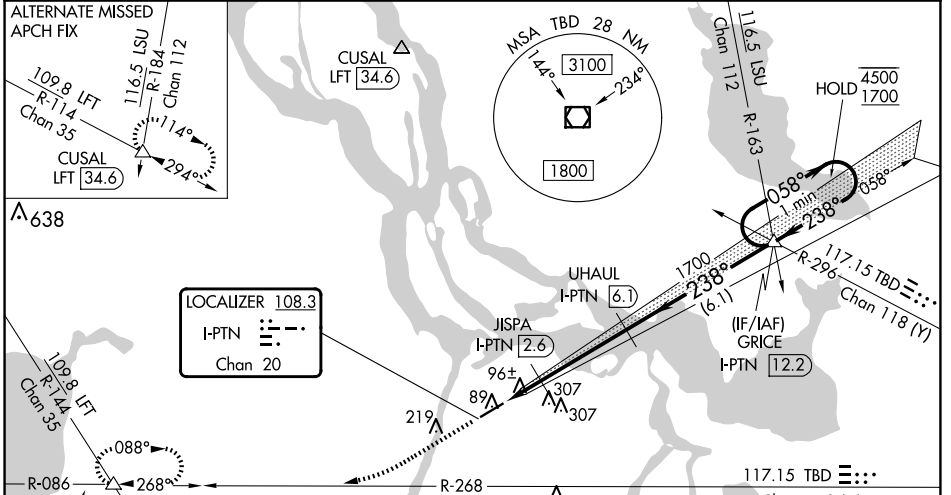 ALTERNATE MISSED
APCH FIX
109.8 LFT
R-114
Chan 35
116.5 LSU
R-184
Chan 112
114°
294°
CUSAL
LFT 34.6
638
CUSAL
LFT 34.6
MSA TBD 28 NM
144°
234°
3100
1800
116.5 LSU
Chan 112
R-163
HOLD 4500
1700
058°
1 min
238°
058°
1700
238°
(6.1)
UHAUL
I-PTN 6.1
117.15 TBD
R-296 Chan 118 (Y)
(IF/IAF)
GRICE
I-PTN 12.2
LOCALIZER 108.3
I-PTN
Chan 20
JISPA
I-PTN 2.6
96±
89
307
307
219
109.8 LFT
R-144
Chan 35
088°
R-086
268°
R-268
117.15 TBD